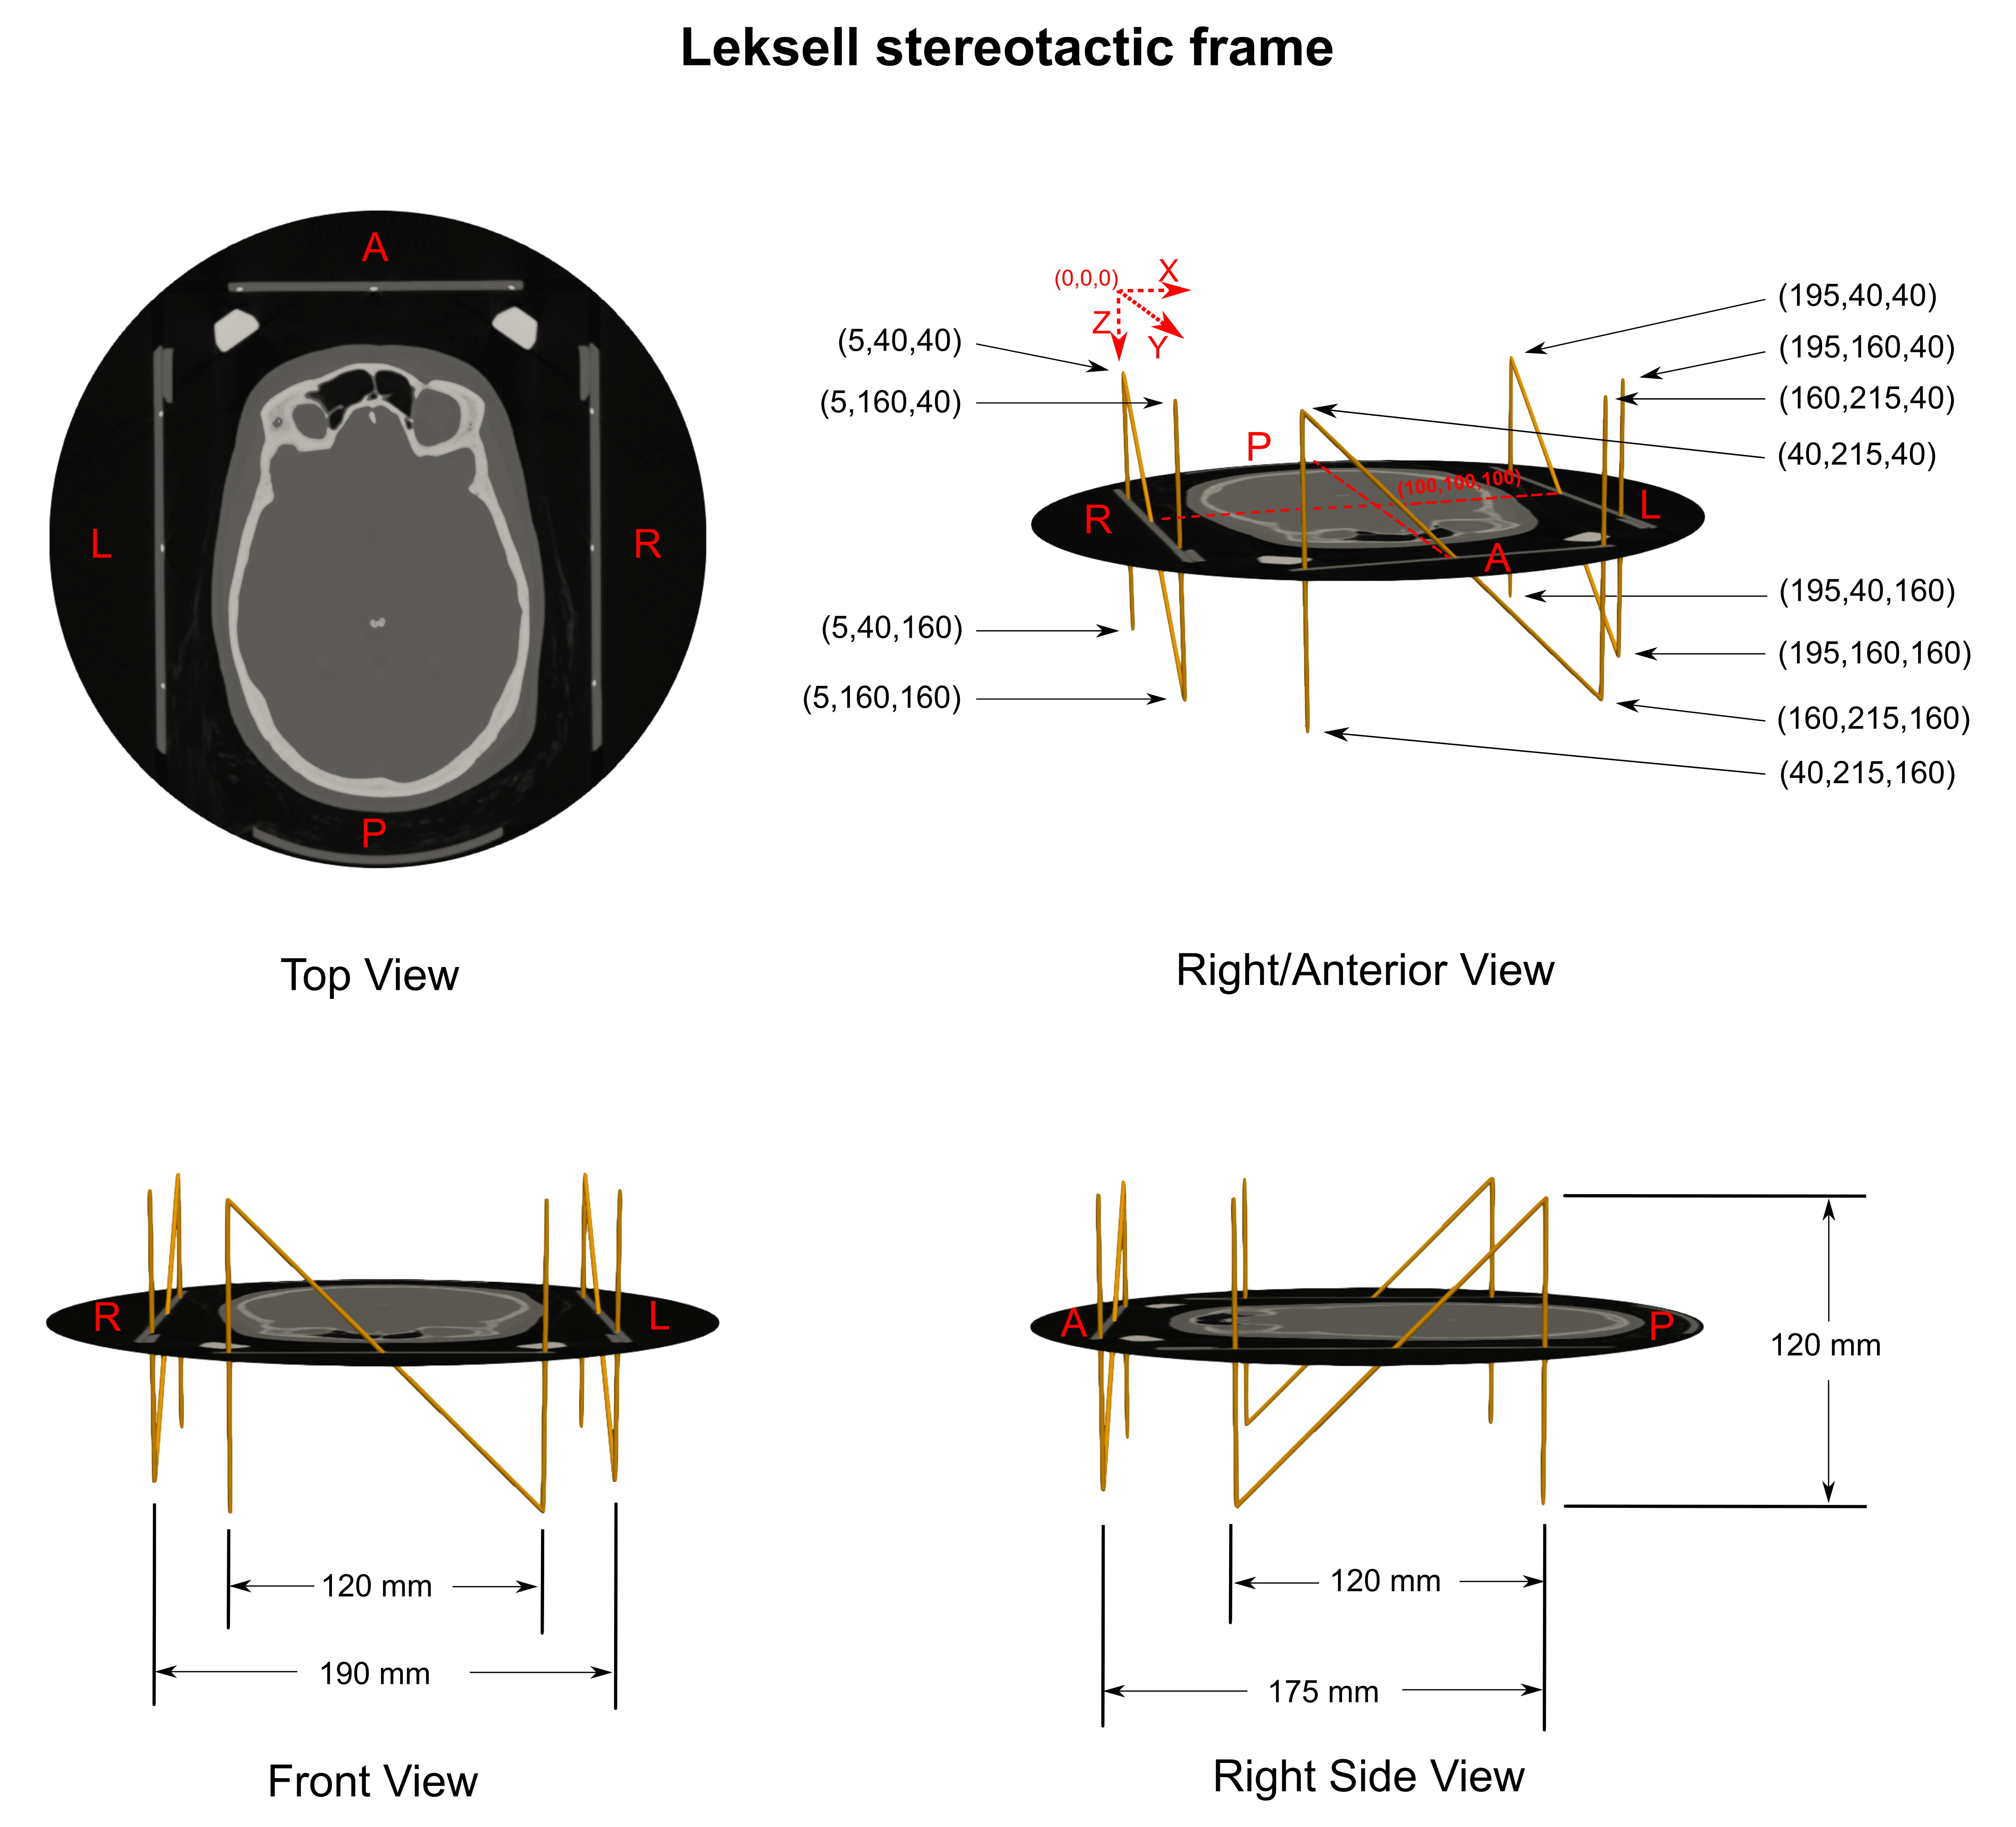 Leksell stereotactic frame
A
L
R
P
Top View
(0,0,0)
X
Z
Y
(5,40,40)
(5,160,40)
(5,40,160)
(5,160,160)
(195,40,40)
(195,160,40)
(160,215,40)
(40,215,40)
P
(100,100,100)
R
L
A
(195,40,160)
(195,160,160)
(160,215,160)
(40,215,160)
Right/Anterior View
R
L
120 mm
190 mm
Front View
A
P
120 mm
120 mm
175 mm
Right Side View